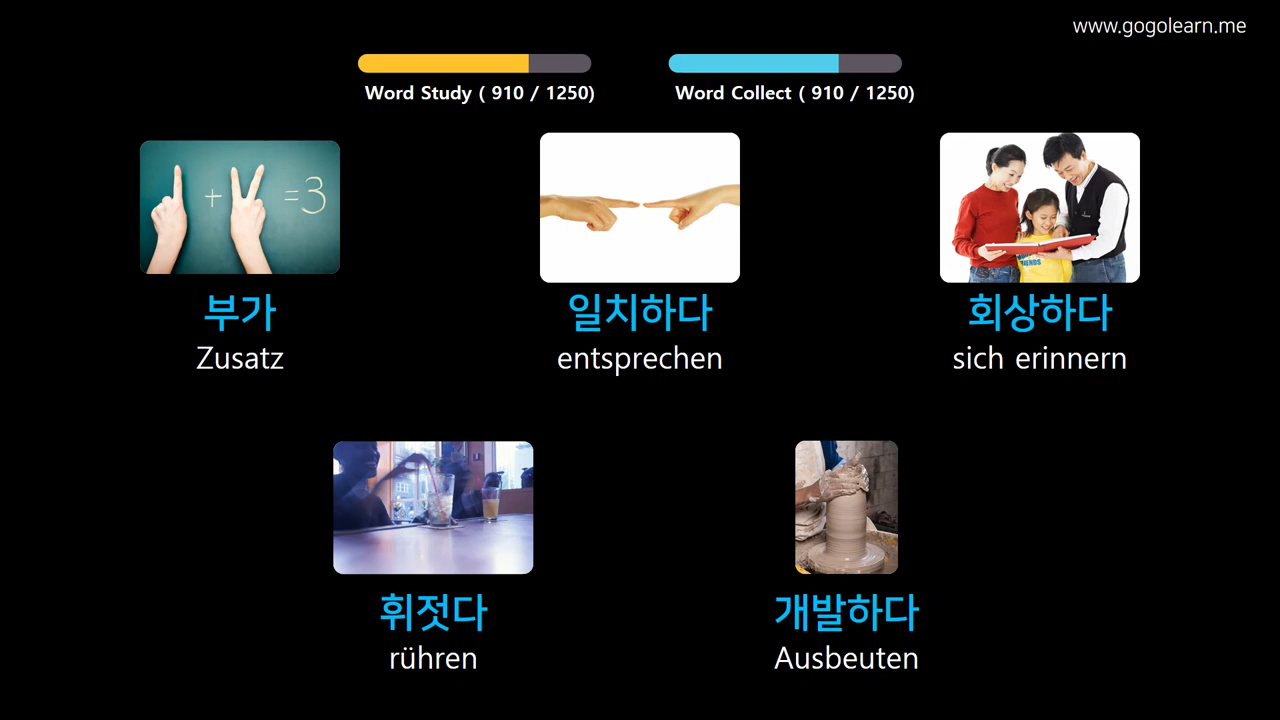 www.gogolearn.me
Word Study ( 910 / 1250)
Word Collect ( 910 / 1250)
+ = 3
부가
Zusatz
일치하다
entsprechen
회상하다
sich erinnern
휘젓다
rühren
개발하다
Ausbeuten